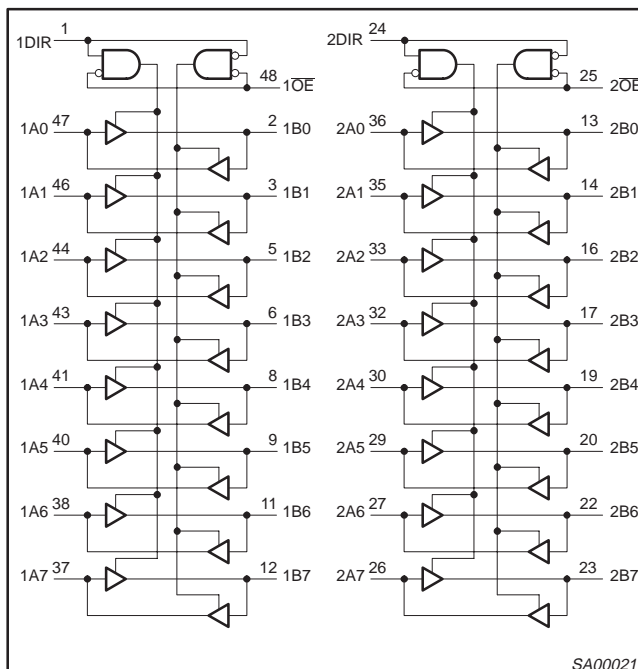 1DIR 1 2DIR 24
48 1OE 25 2OE
1A0 47 2 1B0 2A0 36 13 2B0
1A1 46 3 1B1 2A1 35 14 2B1
1A2 44 5 1B2 2A2 33 16 2B2
1A3 43 6 1B3 2A3 32 17 2B3
1A4 41 8 1B4 2A4 30 19 2B4
1A5 40 9 1B5 2A5 29 20 2B5
1A6 38 11 1B6 2A6 27 22 2B6
1A7 37 12 1B7 2A7 26 23 2B7
SA00021